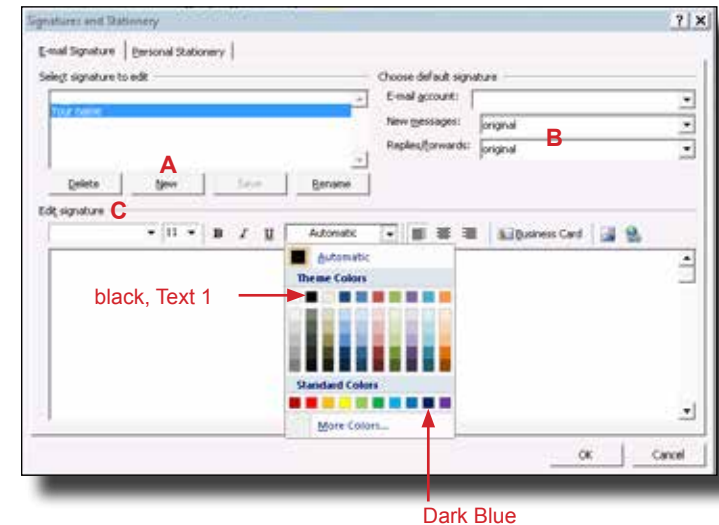 Signatures and Stationery
E-mail Signature Personal Stationery
Select signature to edit
Choose default signature
Your name
E-mail account:
New messages: original
Replies/forwards: original
A
B
Delete New Save Rename
Edit signature C
11 B I U Automatic Business Card
Automatic
Theme Colors
black, Text 1
Standard Colors
More Colors...
OK Cancel
Dark Blue